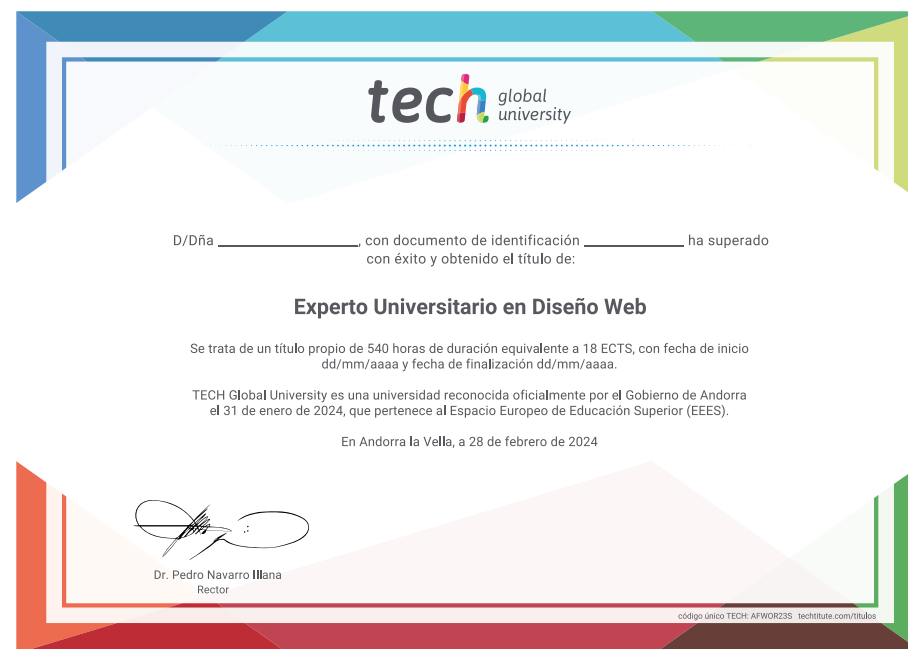 tech global
university
D/Dña ____________________, con documento de identificación ______________ ha superado
con éxito y obtenido el título de:
Experto Universitario en Diseño Web
Se trata de un título propio de 540 horas de duración equivalente a 18 ECTS, con fecha de inicio
dd/mm/aaaa y fecha de finalización dd/mm/aaaa.
TECH Global University es una universidad reconocida oficialmente por el Gobierno de Andorra
el 31 de enero de 2024, que pertenece al Espacio Europeo de Educación Superior (EEES).
En Andorra la Vella, a 28 de febrero de 2024
Dr. Pedro Navarro Illana
Rector
código único TECH: AFWOR23S techtitute.com/titulos